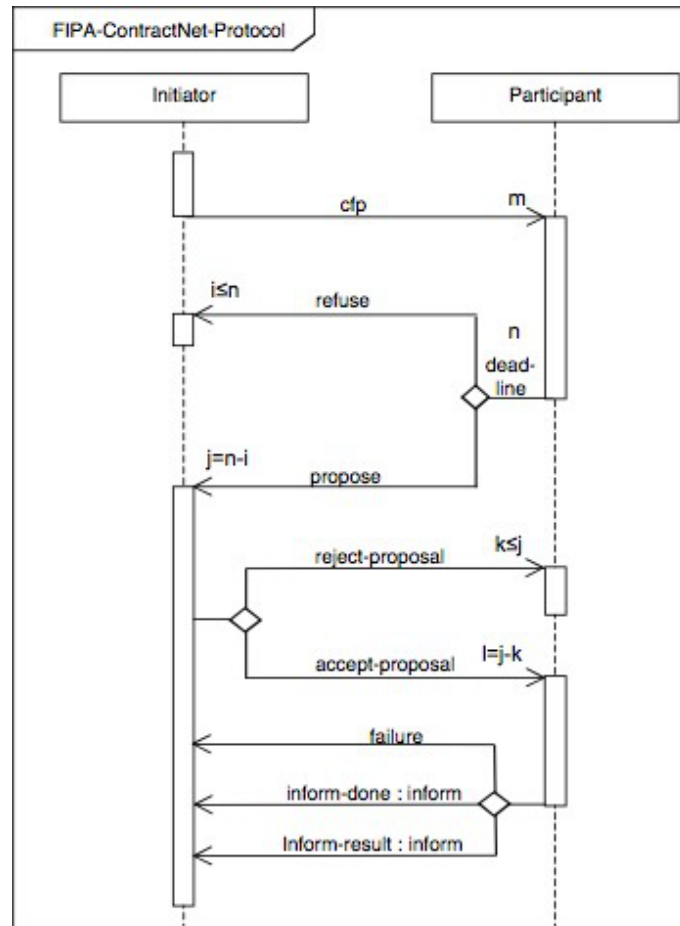 FIPA-ContractNet-Protocol
Initiator
Participant
cfp
m
i≤n
refuse
n
dead-
line
j=n-i
propose
reject-proposal
k≤j
accept-proposal
l=j-k
failure
inform-done : inform
Inform-result : inform